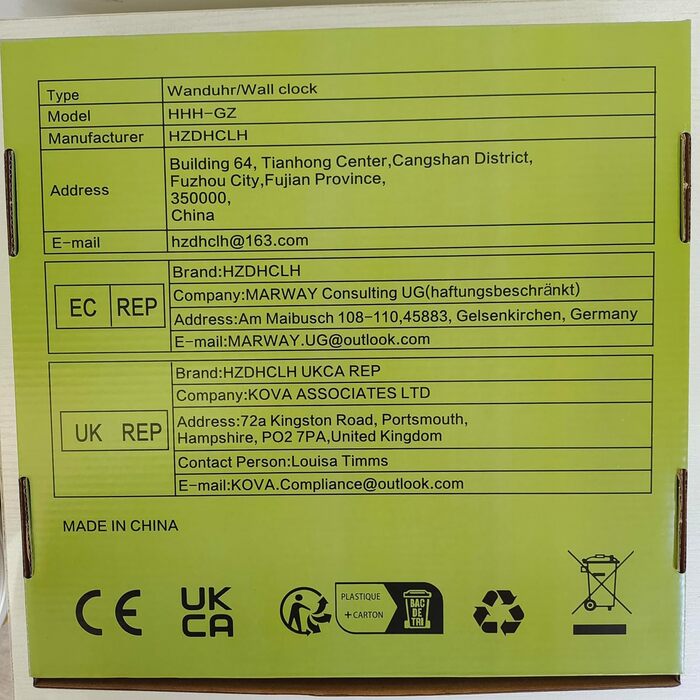 Type Wanduhr/Wall clock
Model HHH-GZ
Manufacturer HZDHCLH
Address Building 64, Tianhong Center,Cangshan District,
Fuzhou City,Fujian Province,
350000,
China
E-mail hzdhclh@163.com
EC REP
Brand:HZDHCLH
Company:MARWAY Consulting UG(haftungsbeschränkt)
Address:Am Maibusch 108-110,45883, Gelsenkirchen, Germany
E-mail:MARWAY.UG@outlook.com
UK REP
Brand:HZDHCLH UKCA REP
Company:KOVA ASSOCIATES LTD
Address:72a Kingston Road, Portsmouth,
Hampshire, PO2 7PA,United Kingdom
Contact Person:Louisa Timms
E-mail:KOVA.Compliance@outlook.com
MADE IN CHINA
CE
UK
CA
PLASTIQUE
+CARTON
BAC
DE
TRI